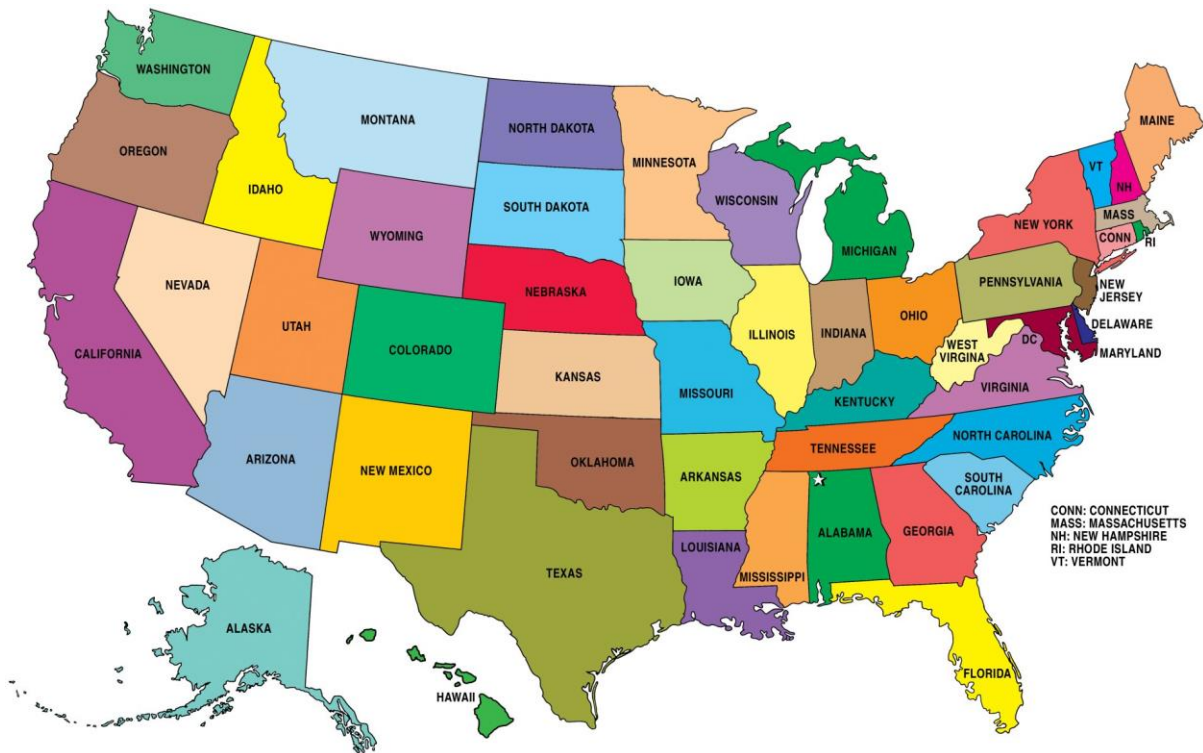 WASHINGTON
MONTANA
NORTH DAKOTA
MINNESOTA
MAINE
OREGON
IDAHO
SOUTH DAKOTA
WISCONSIN
VT
NH
NEW YORK
MASS
CONN
RI
WYOMING
MICHIGAN
NEVADA
NEBRASKA
IOWA
PENNSYLVANIA
NEW
JERSEY
UTAH
COLORADO
ILLINOIS
INDIANA
OHIO
DELAWARE
DC
MARYLAND
WEST
VIRGINA
CALIFORNIA
KANSAS
MISSOURI
KENTUCKY
VIRGINIA
ARIZONA
NEW MEXICO
OKLAHOMA
ARKANSAS
TENNESSEE
NORTH CAROLINA
SOUTH
CAROLINA
TEXAS
LOUISIANA
MISSISSIPPI
ALABAMA
GEORGIA
CONN: CONNECTICUT
MASS: MASSACHUSETTS
NH: NEW HAMPSHIRE
RI: RHODE ISLAND
VT: VERMONT
ALASKA
HAWAII
FLORIDA